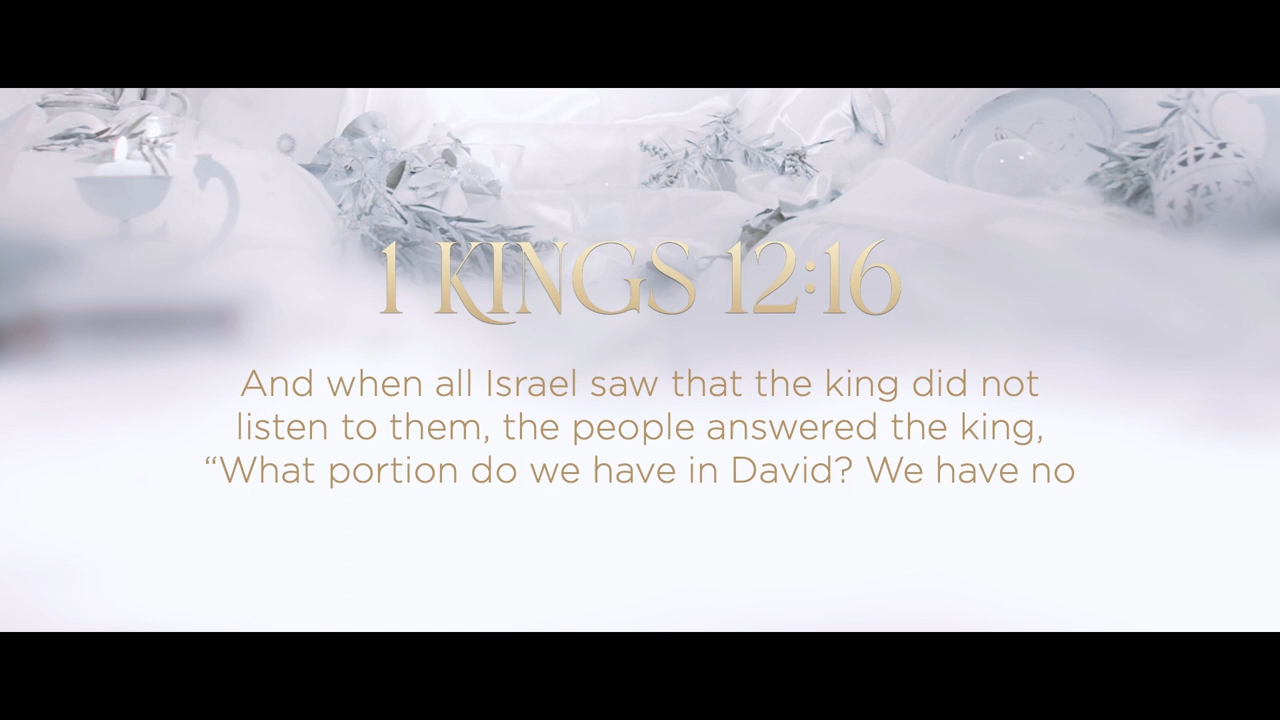 1 KINGS 12:16
And when all Israel saw that the king did not
listen to them, the people answered the king,
“What portion do we have in David? We have no